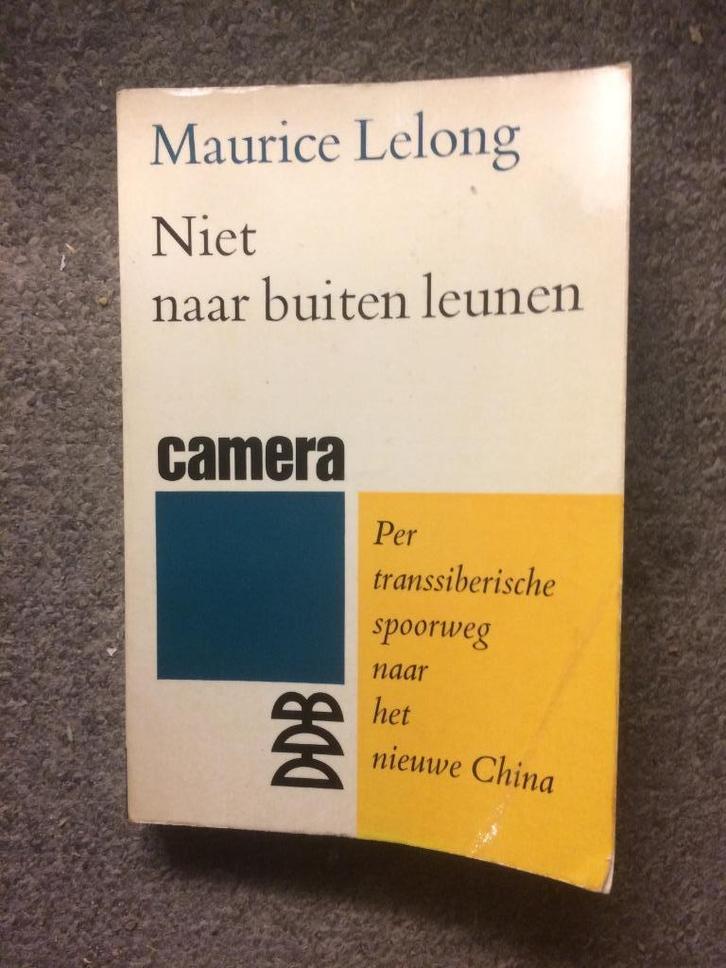 Maurice Lelong
Niet
naar buiten leunen
camera
Per
transsiberische
spoorweg
naar
het
nieuwe China
DDB